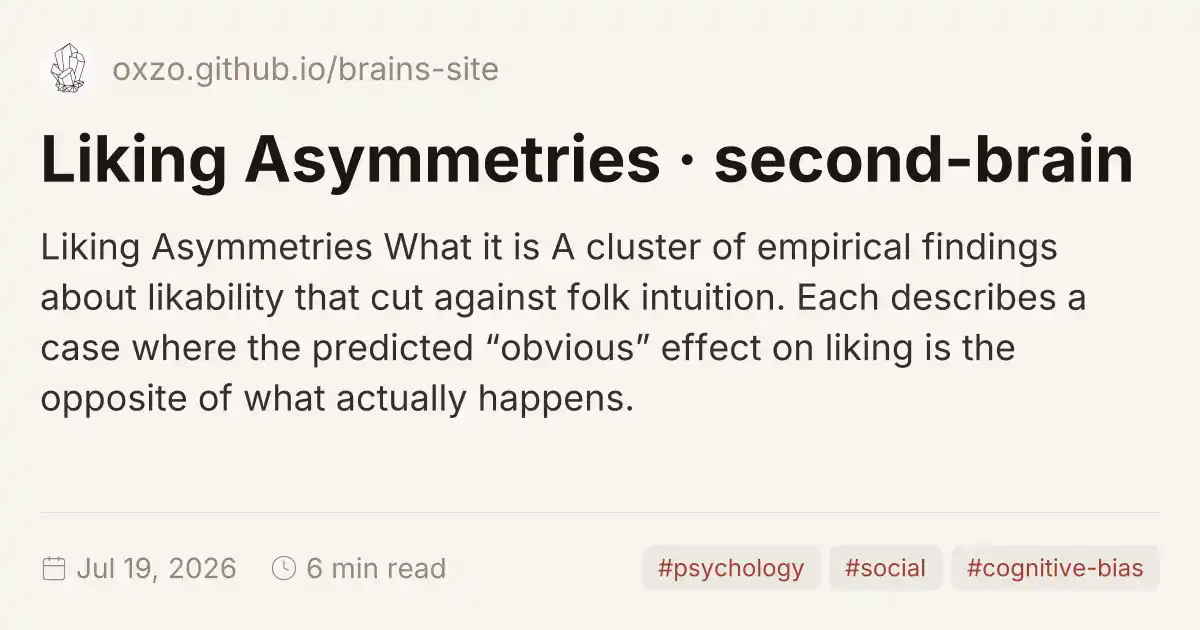 oxzo.github.io/brains-site
Liking Asymmetries · second-brain
Liking Asymmetries What it is A cluster of empirical findings
about likability that cut against folk intuition. Each describes a
case where the predicted “obvious” effect on liking is the
opposite of what actually happens.
Jul 19, 2026 6 min read #psychology #social #cognitive-bias